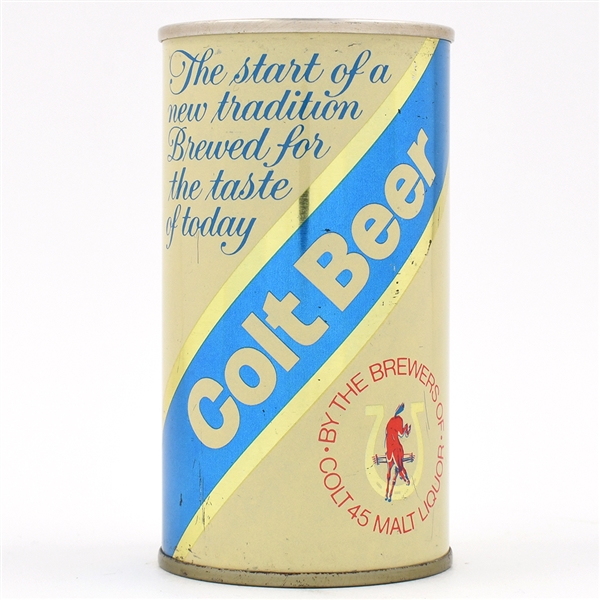 The start of a
new tradition
Brewed for
the taste
of today
Colt Beer
· BY THE BREWERS OF ·
COLT 45 MALT LIQUOR